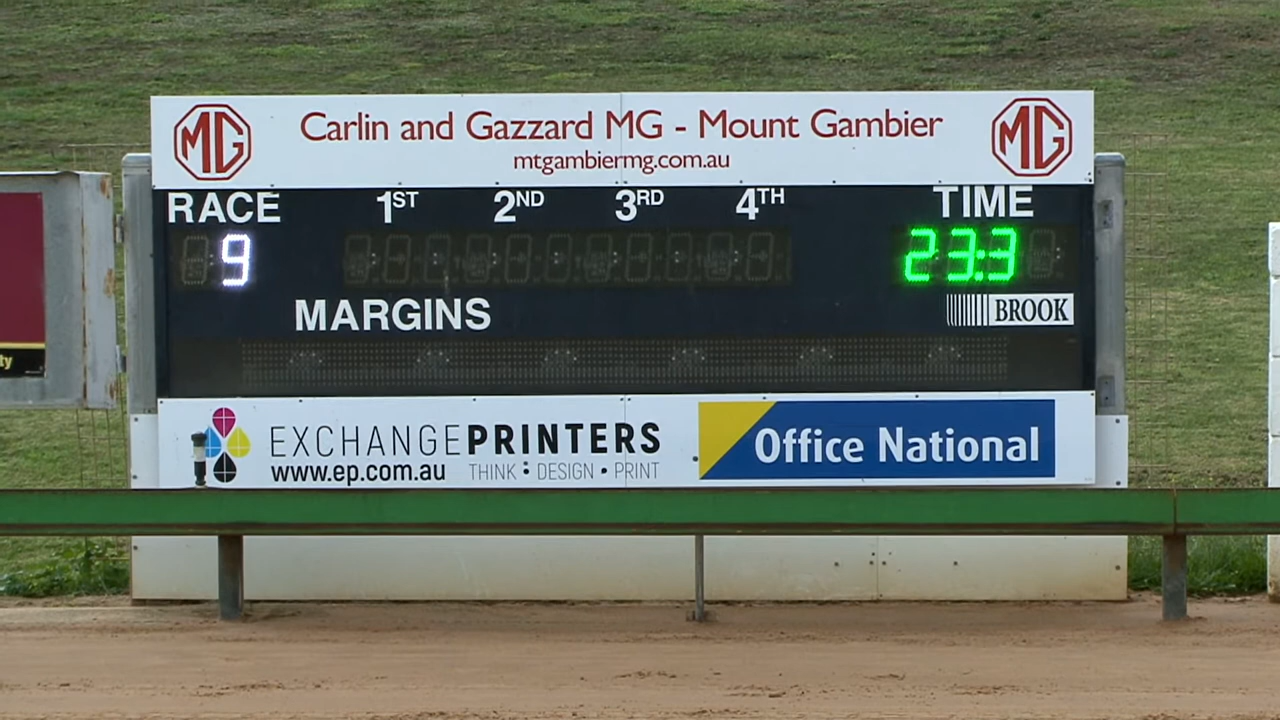 MG Carlin and Gazzard MG - Mount Gambier MG
mtgambiermg.com.au
RACE 1ST 2ND 3RD 4TH TIME
9 23:3
MARGINS BROOK
ty
EXCHANGEPRINTERS
www.ep.com.au THINK • DESIGN • PRINT
Office National